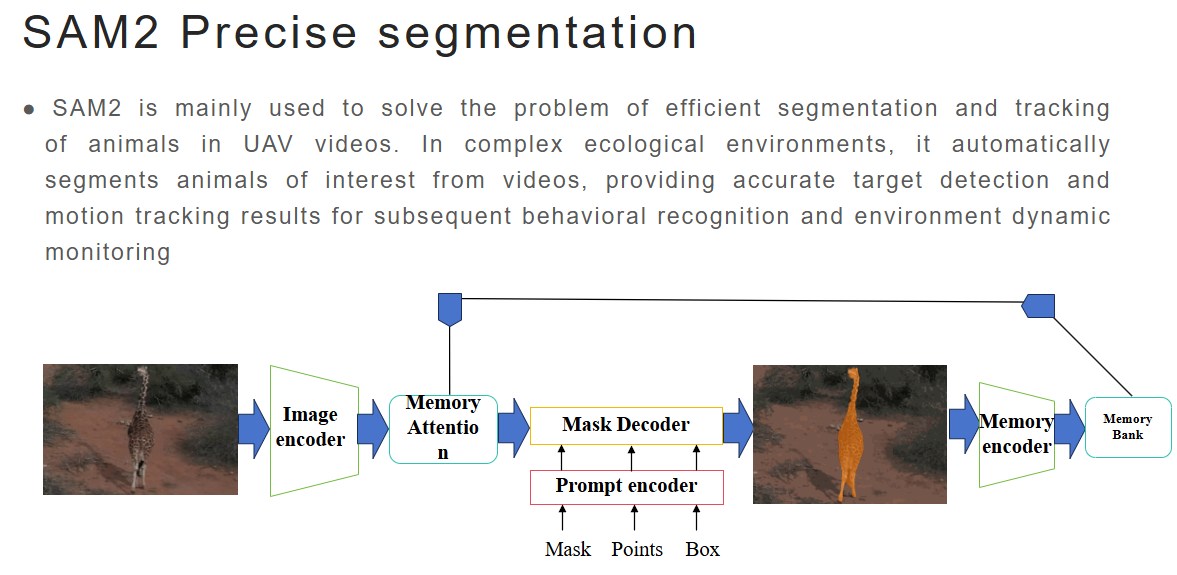 SAM2 Precise segmentation
● SAM2 is mainly used to solve the problem of efficient segmentation and tracking
of animals in UAV videos. In complex ecological environments, it automatically
segments animals of interest from videos, providing accurate target detection and
motion tracking results for subsequent behavioral recognition and environment dynamic
monitoring
Image
encoder
Memory
Attentio
n
Mask Decoder
Prompt encoder
Mask Points Box
Memory
encoder
Memory
Bank